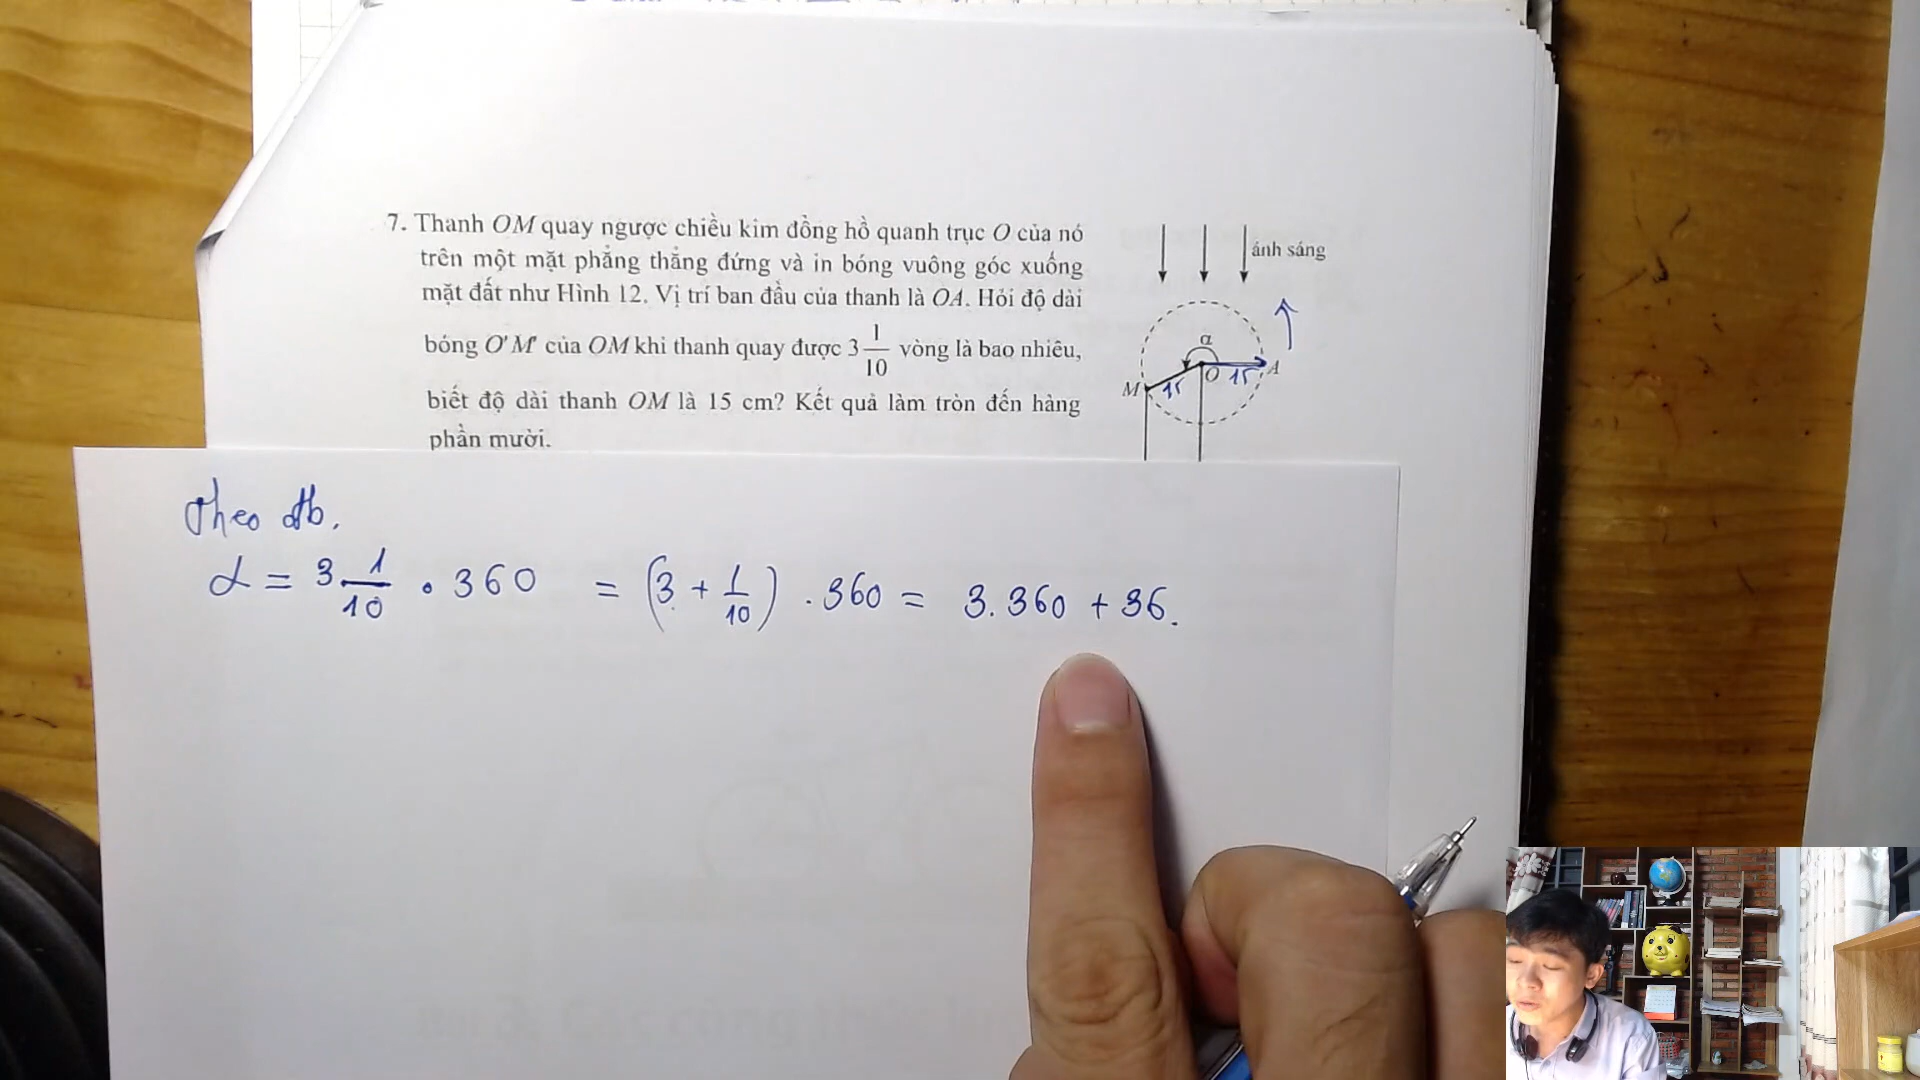 7. Thanh OM quay ngược chiều kim đồng hồ quanh trục O của nó
trên một mặt phẳng thẳng đứng và in bóng vuông góc xuống
mặt đất như Hình 12. Vị trí ban đầu của thanh là OA. Hỏi độ dài
bóng O'M' của OM khi thanh quay được 3 1/10 vòng là bao nhiêu,
biết độ dài thanh OM là 15 cm? Kết quả làm tròn đến hàng
phần mười.
ánh sáng
α
M 15 O 15 A
Theo đb.
α = 3 1/10 . 360 = (3 + 1/10) . 360 = 3.360 + 36.